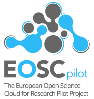 EOSCpilot
The European Open Science
Cloud for Research Pilot Project